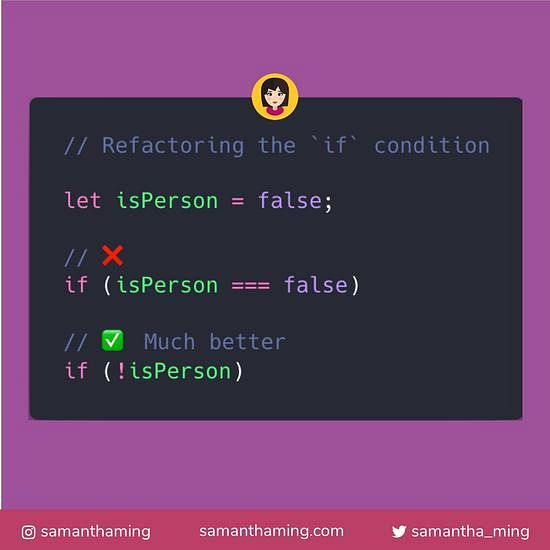 // Refactoring the `if` condition
let isPerson = false;
// ❌
if (isPerson === false)
// ✅ Much better
if (!isPerson)
samanthaming
samanthaming.com
samantha_ming